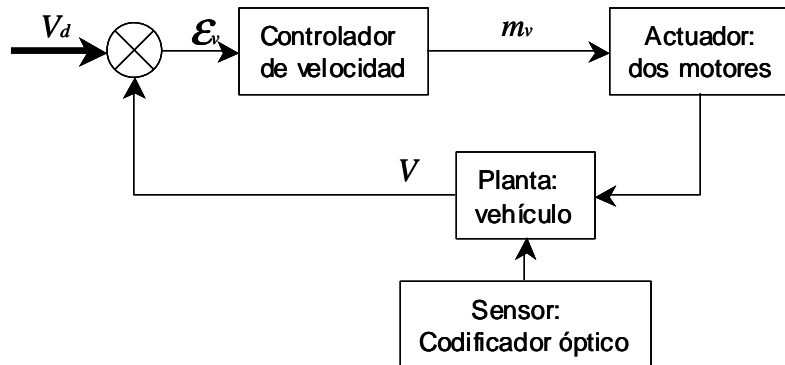 V_d
ε_v
Controlador
de velocidad
m_v
Actuador:
dos motores
V
Planta:
vehículo
Sensor:
Codificador óptico